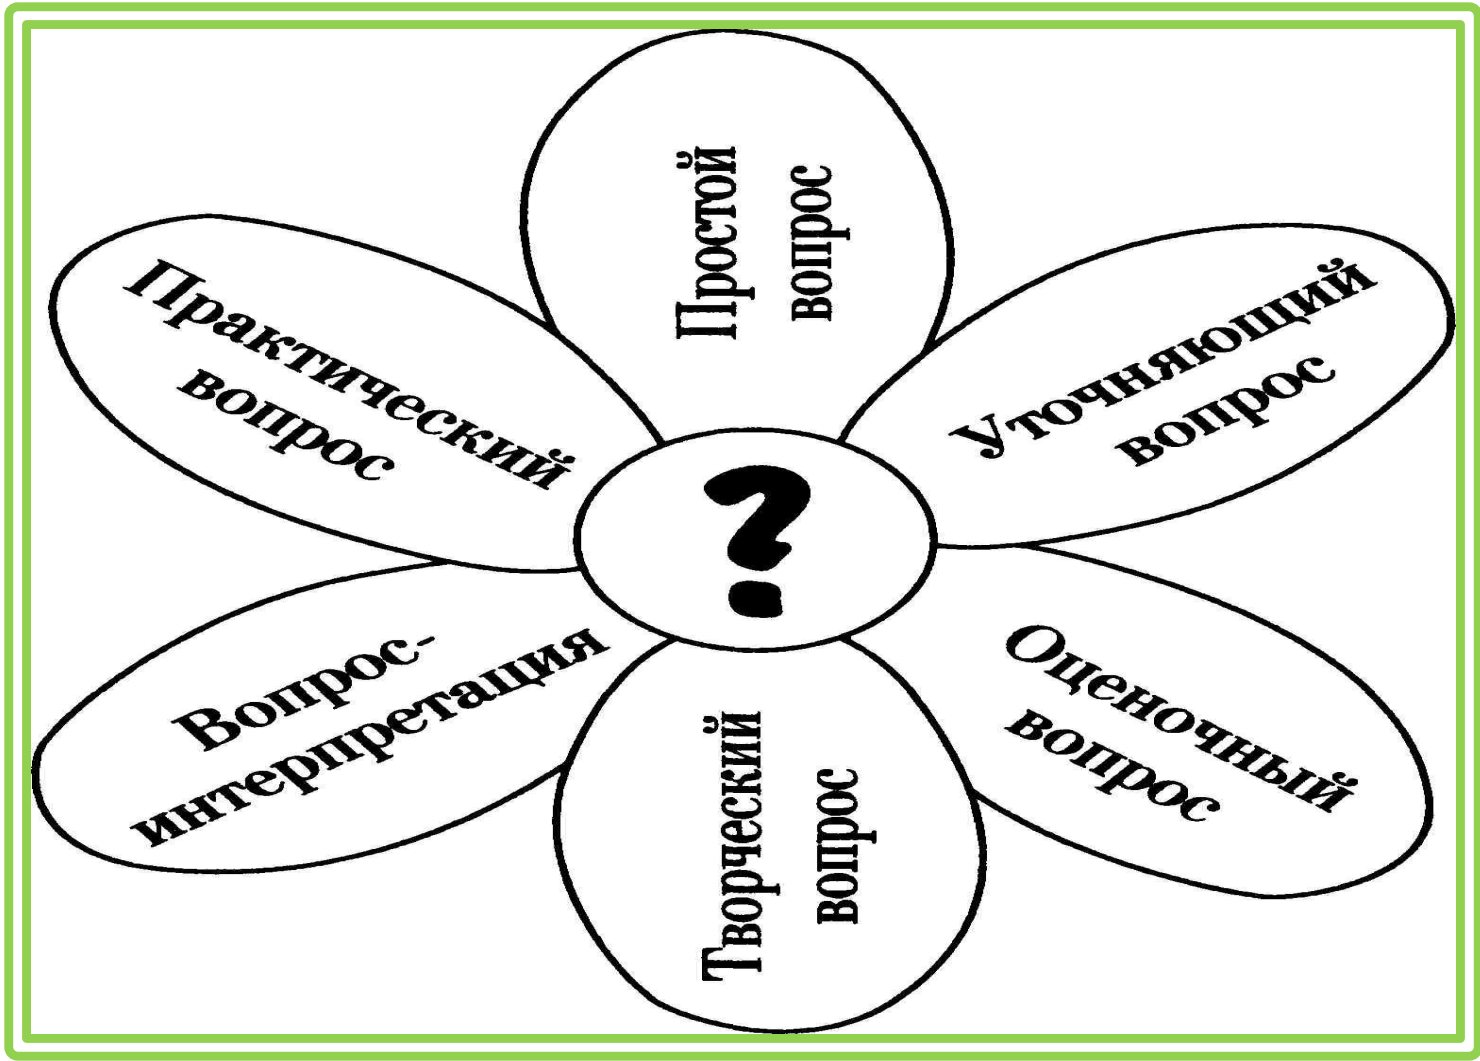 Простой
вопрос
Уточняющий
вопрос
Оценочный
вопрос
Творческий
вопрос
Вопрос-
интерпретация
Практический
вопрос
?